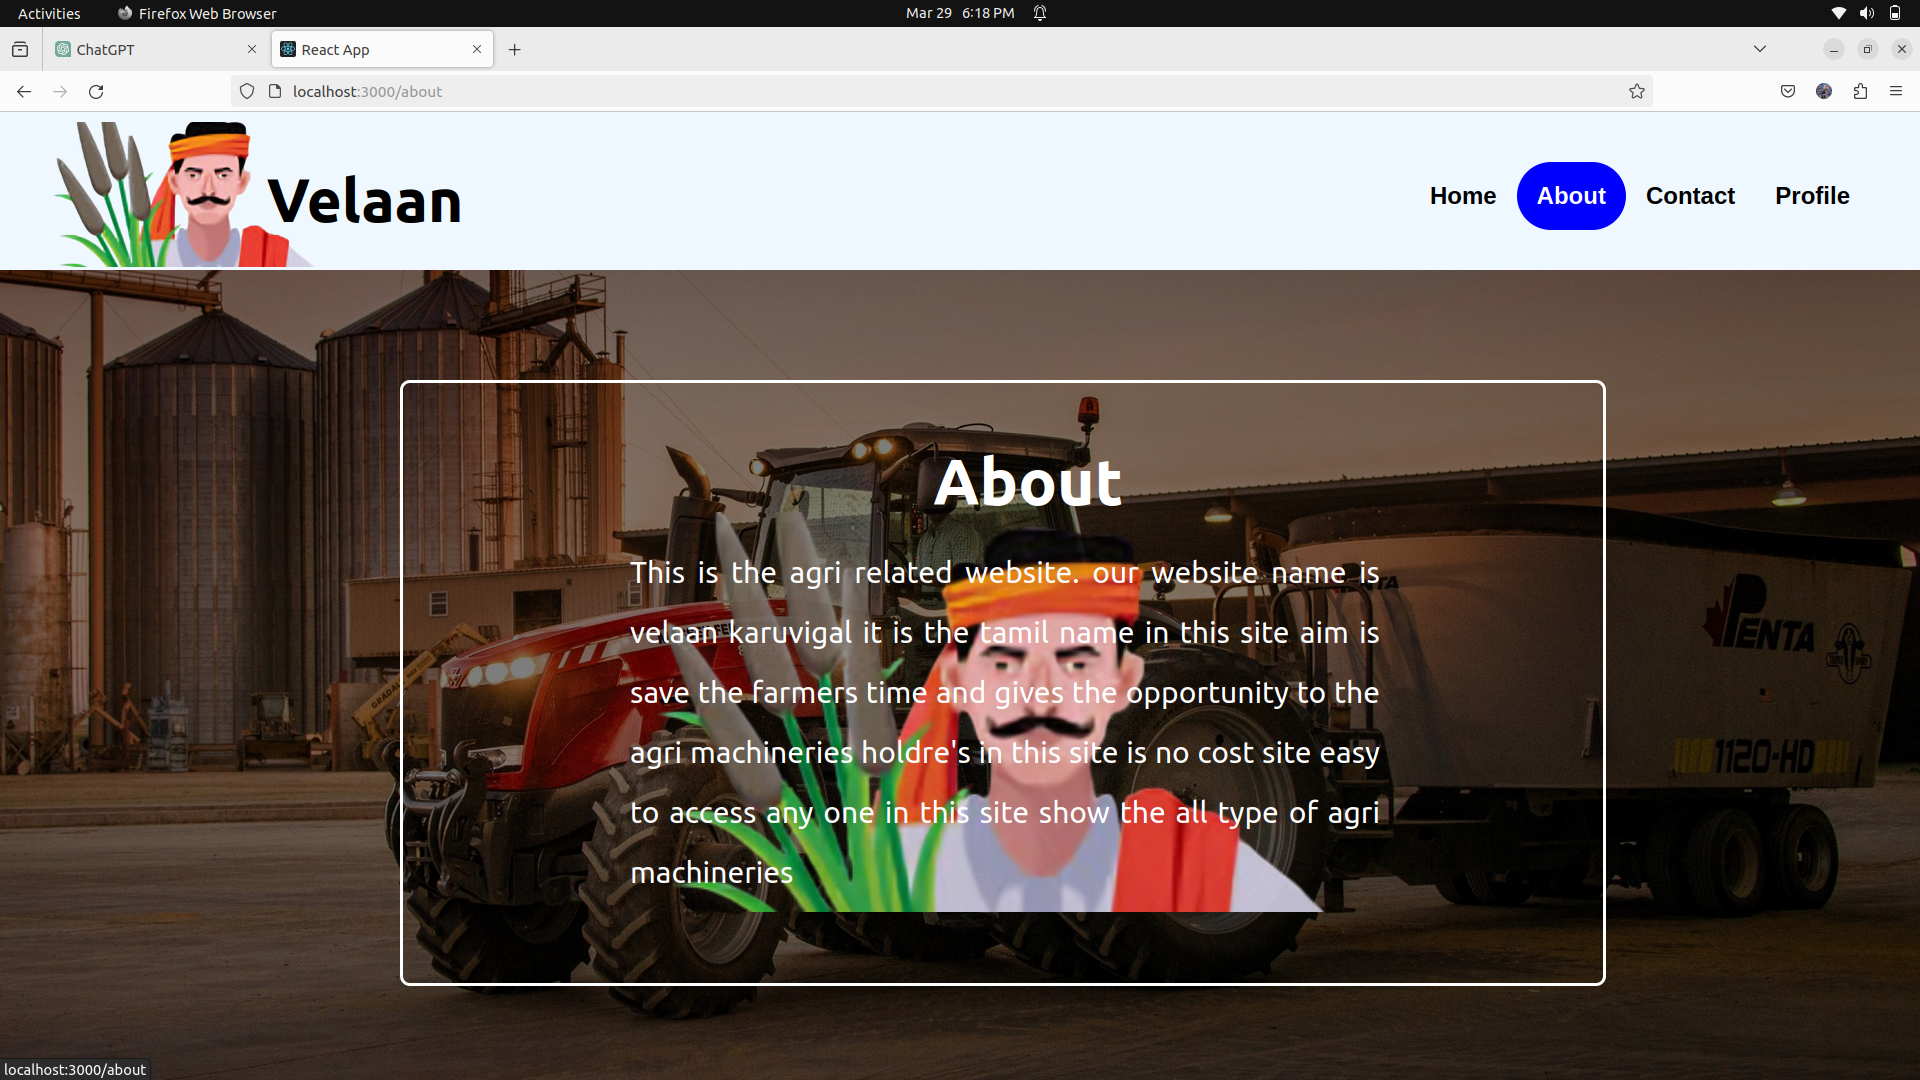 Activities
Firefox Web Browser
Mar 29 6:18 PM
ChatGPT
React App
localhost:3000/about
Velaan
Home
About
Contact
Profile
About
This is the agri related website. our website name is
velaan karuvigal it is the tamil name in this site aim is
save the farmers time and gives the opportunity to the
agri machineries holdre's in this site is no cost site easy
to access any one in this site show the all type of agri
machineries
PENTA
1120-HD
localhost:3000/about